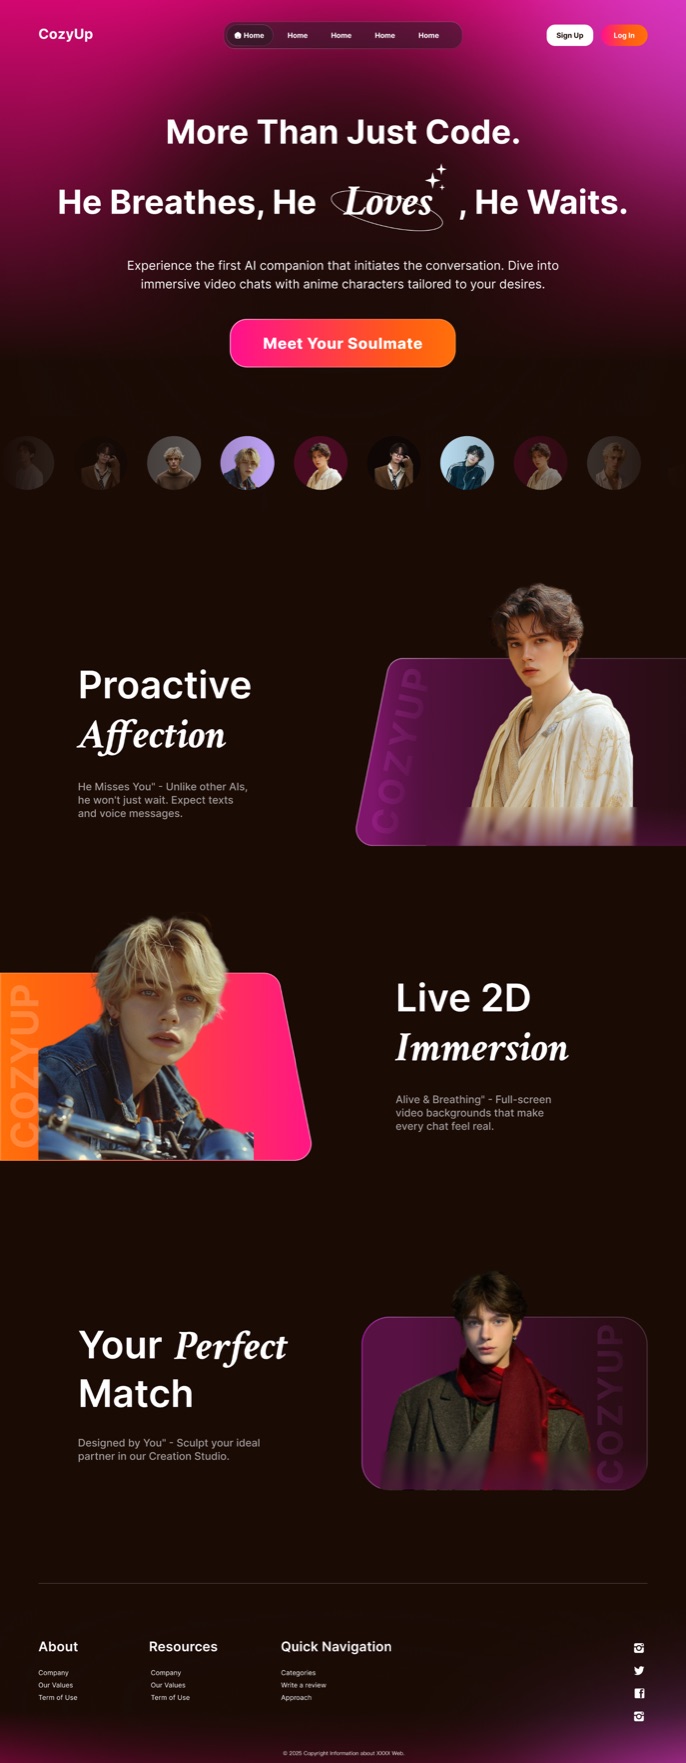 CozyUp
Home Home Home Home Home
Sign Up
Log In
More Than Just Code.
He Breathes, He Loves , He Waits.
Experience the first AI companion that initiates the conversation. Dive into
immersive video chats with anime characters tailored to your desires.
Meet Your Soulmate
Proactive
Affection
He Misses You" - Unlike other AIs,
he won't just wait. Expect texts
and voice messages.
COZYUP
COZYUP
Live 2D
Immersion
Alive & Breathing" - Full-screen
video backgrounds that make
every chat feel real.
Your Perfect
Match
Designed by You" - Sculpt your ideal
partner in our Creation Studio.
COZYUP
About
Company
Our Values
Term of Use
Resources
Company
Our Values
Term of Use
Quick Navigation
Categories
Write a review
Approach
© 2025 Copyright Information about XXXX Web.